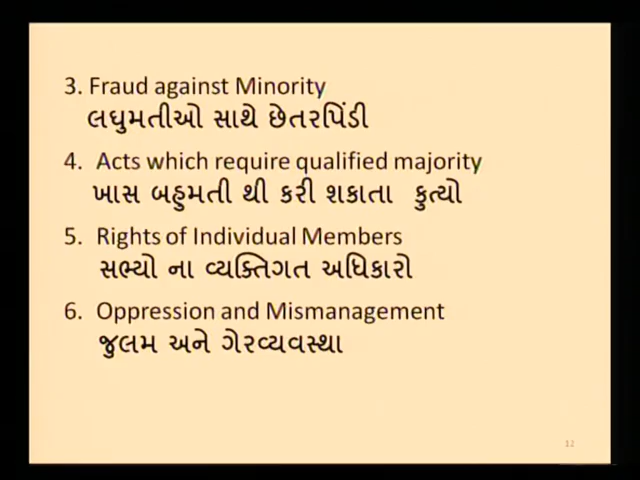 3. Fraud against Minority
લઘુમતીઓ સાથે છેતરપિંડી
4. Acts which require qualified majority
ખાસ બહુમતી થી કરી શકાતા કુત્યો
5. Rights of Individual Members
સભ્યો ના વ્યક્તિગત અધિકારો
6. Oppression and Mismanagement
જુલમ અને ગેરવ્યવસ્થા
12